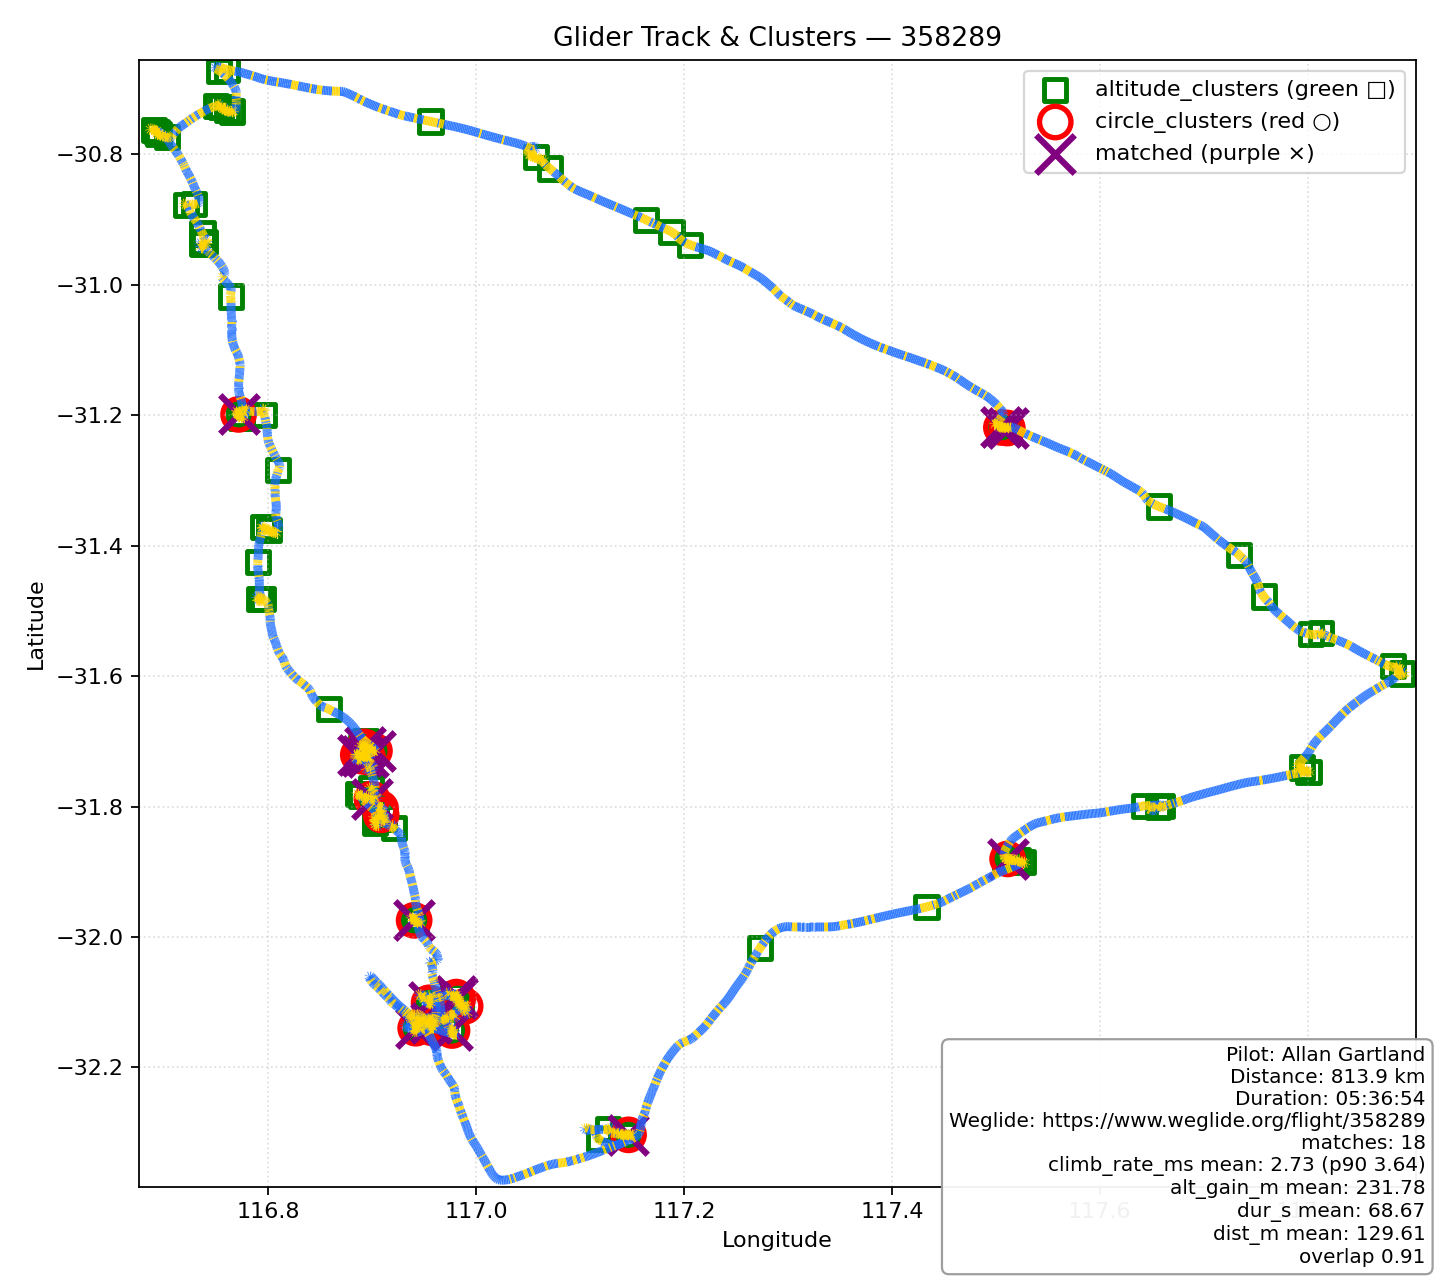 Glider Track & Clusters — 358289
altitude_clusters (green □)
circle_clusters (red ○)
matched (purple ×)
Latitude
−30.8
−31.0
−31.2
−31.4
−31.6
−31.8
−32.0
−32.2
116.8
117.0
117.2
117.4
117.6
Longitude
Pilot: Allan Gartland
Distance: 813.9 km
Duration: 05:36:54
Weglide: https://www.weglide.org/flight/358289
matches: 18
climb_rate_ms mean: 2.73 (p90 3.64)
alt_gain_m mean: 231.78
dur_s mean: 68.67
dist_m mean: 129.61
overlap 0.91